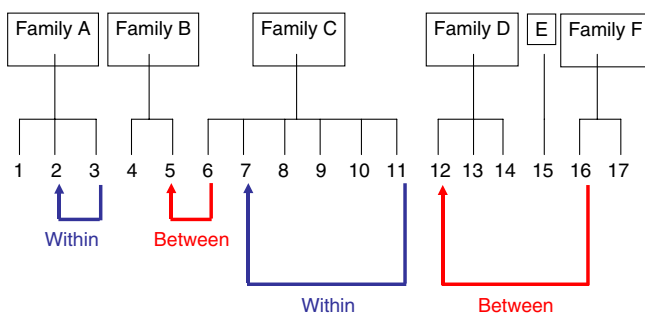 Family A Family B Family C Family D E Family F
1 2 3 4 5 6 7 8 9 10 11 12 13 14 15 16 17
Within Between
Within Between